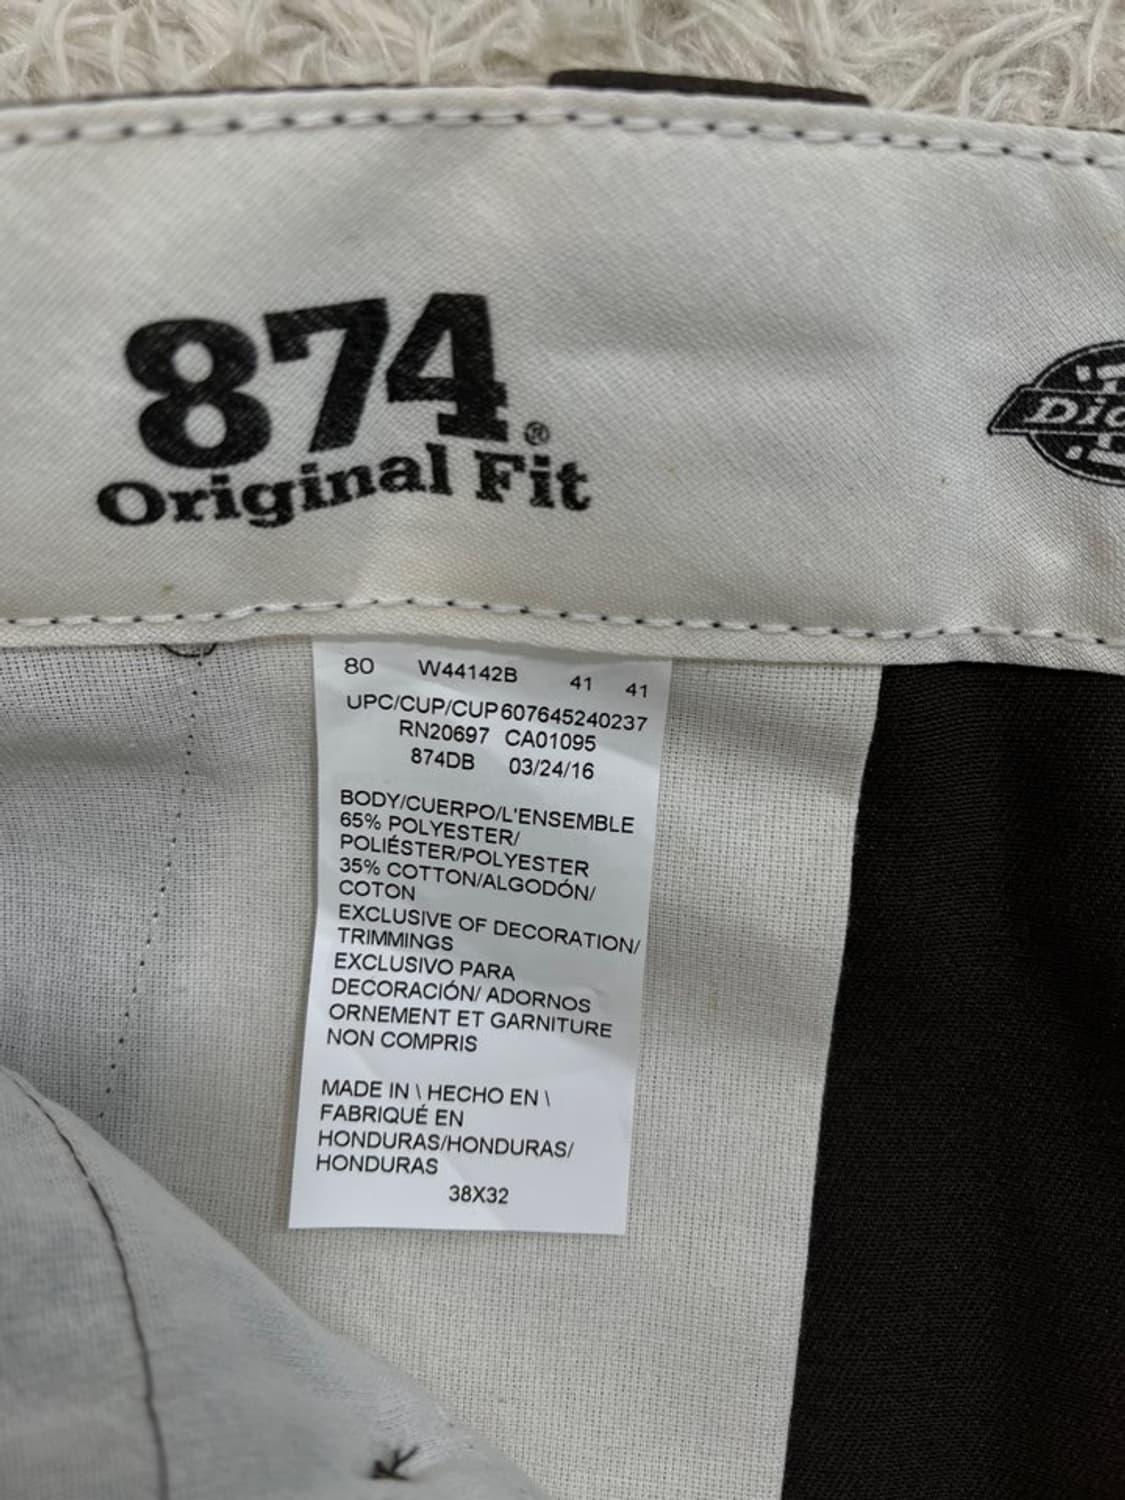 874®
Original Fit
80 W44142B 41 41
UPC/CUP/CUP 607645240237
RN20697 CA01095
874DB 03/24/16
BODY/CUERPO/L'ENSEMBLE
65% POLYESTER/
POLIÉSTER/POLYESTER
35% COTTON/ALGODÓN/
COTON
EXCLUSIVE OF DECORATION/
TRIMMINGS
EXCLUSIVO PARA
DECORACIÓN/ ADORNOS
ORNEMENT ET GARNITURE
NON COMPRIS
MADE IN \ HECHO EN \
FABRIQUÉ EN
HONDURAS/HONDURAS/
HONDURAS
38X32